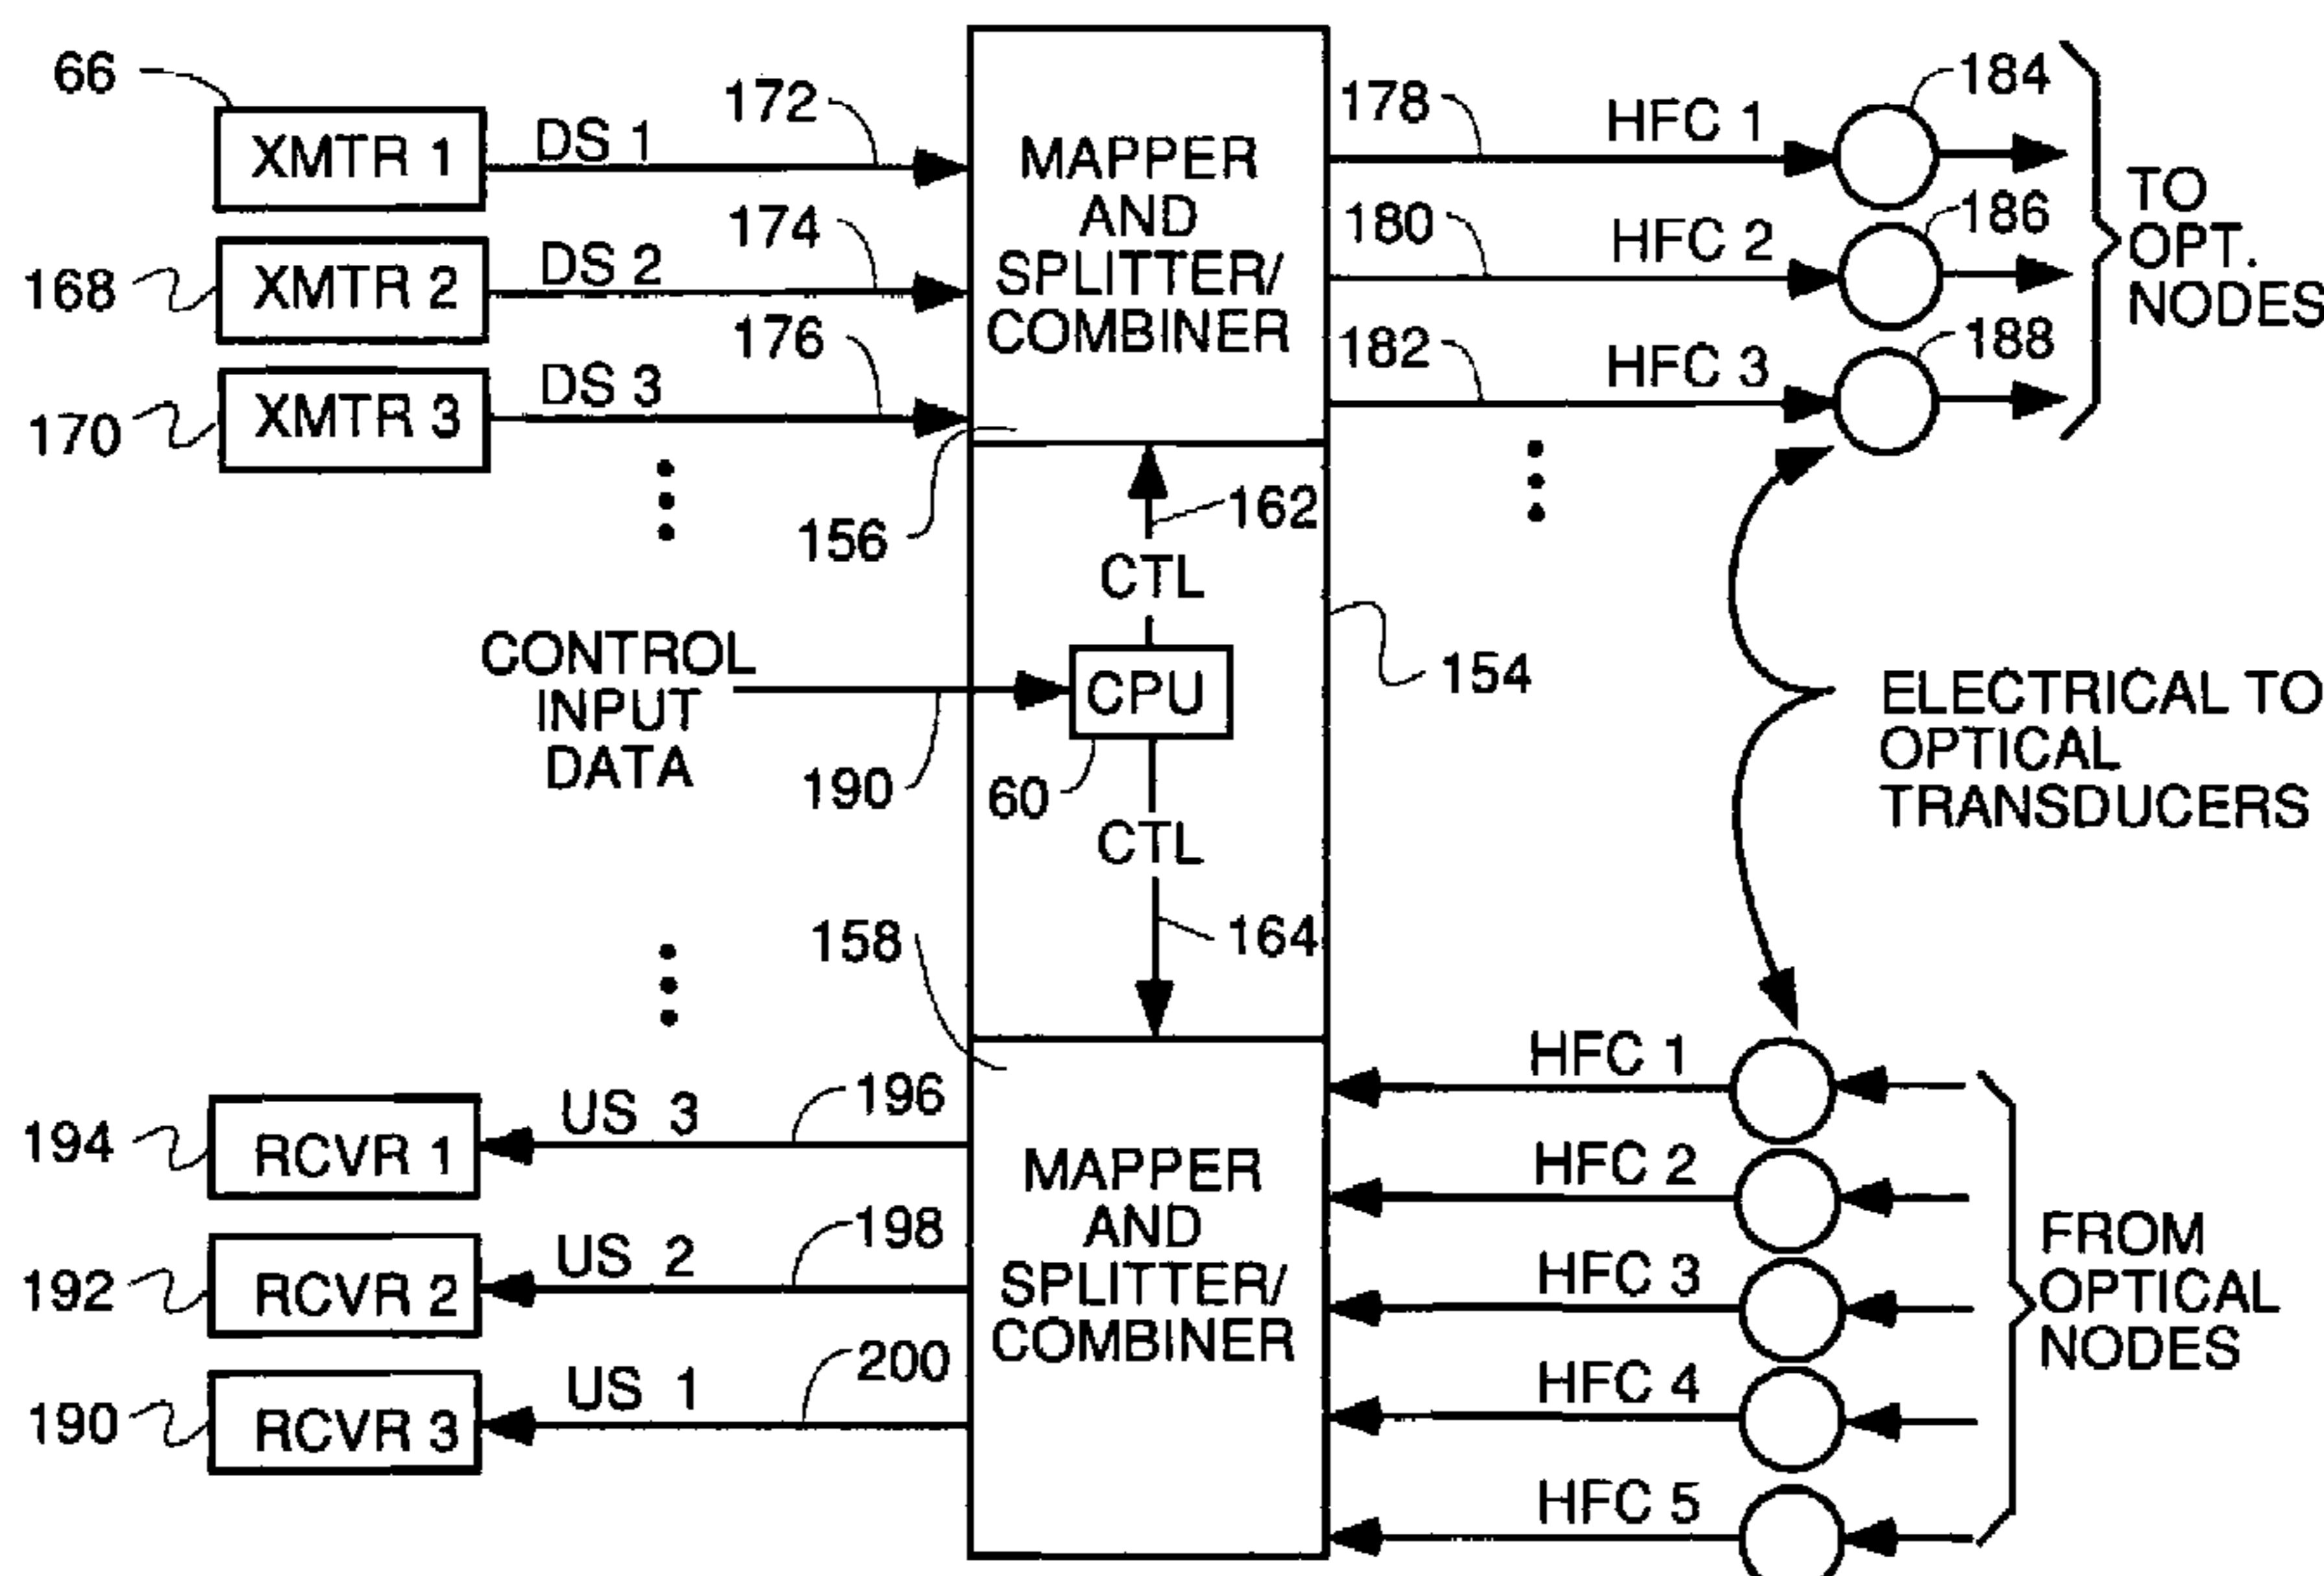 66
XMTR 1
DS 1
172
168
XMTR 2
DS 2
174
170
XMTR 3
DS 3
176
MAPPER
AND
SPLITTER/
COMBINER
156
178
HFC 1
184
180
HFC 2
186
182
HFC 3
188
TO
OPT.
NODES
162
CTL
CONTROL
INPUT
DATA
190
CPU
60
CTL
164
154
ELECTRICAL TO
OPTICAL
TRANSDUCERS
158
194
RCVR 1
US 3
196
192
RCVR 2
US 2
198
190
RCVR 3
US 1
200
MAPPER
AND
SPLITTER/
COMBINER
HFC 1
HFC 2
HFC 3
HFC 4
HFC 5
FROM
OPTICAL
NODES